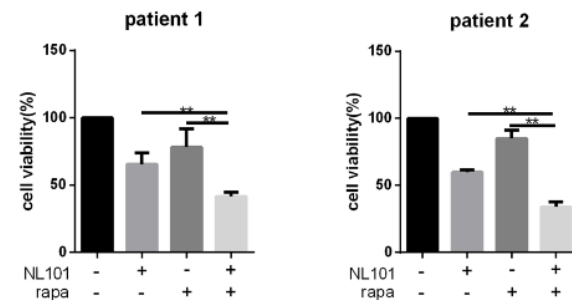 patient 1
150
100
50
0
cell viability(%)
**
**
NL101 - + - +
rapa - - + +
patient 2
150
100
50
0
cell viability(%)
**
**
NL101 - + - +
rapa - - + +